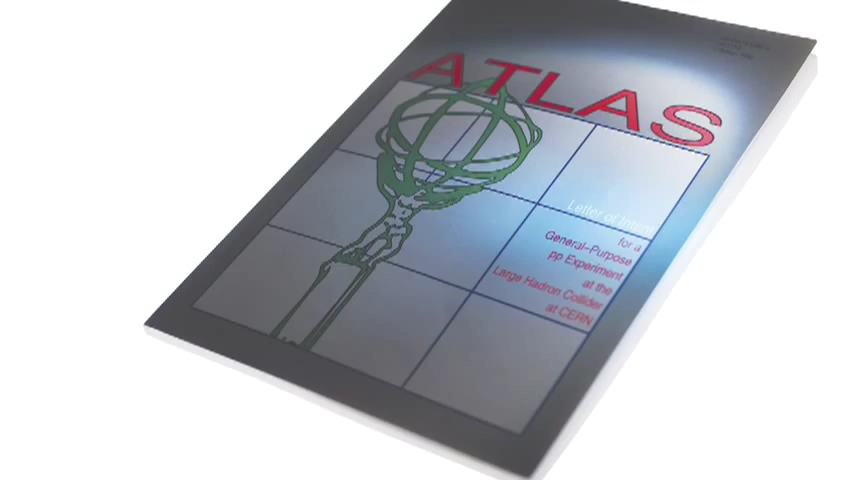 ATLAS
Letter of Intent
for a
General-Purpose
pp Experiment
at the
Large Hadron Collider
at CERN